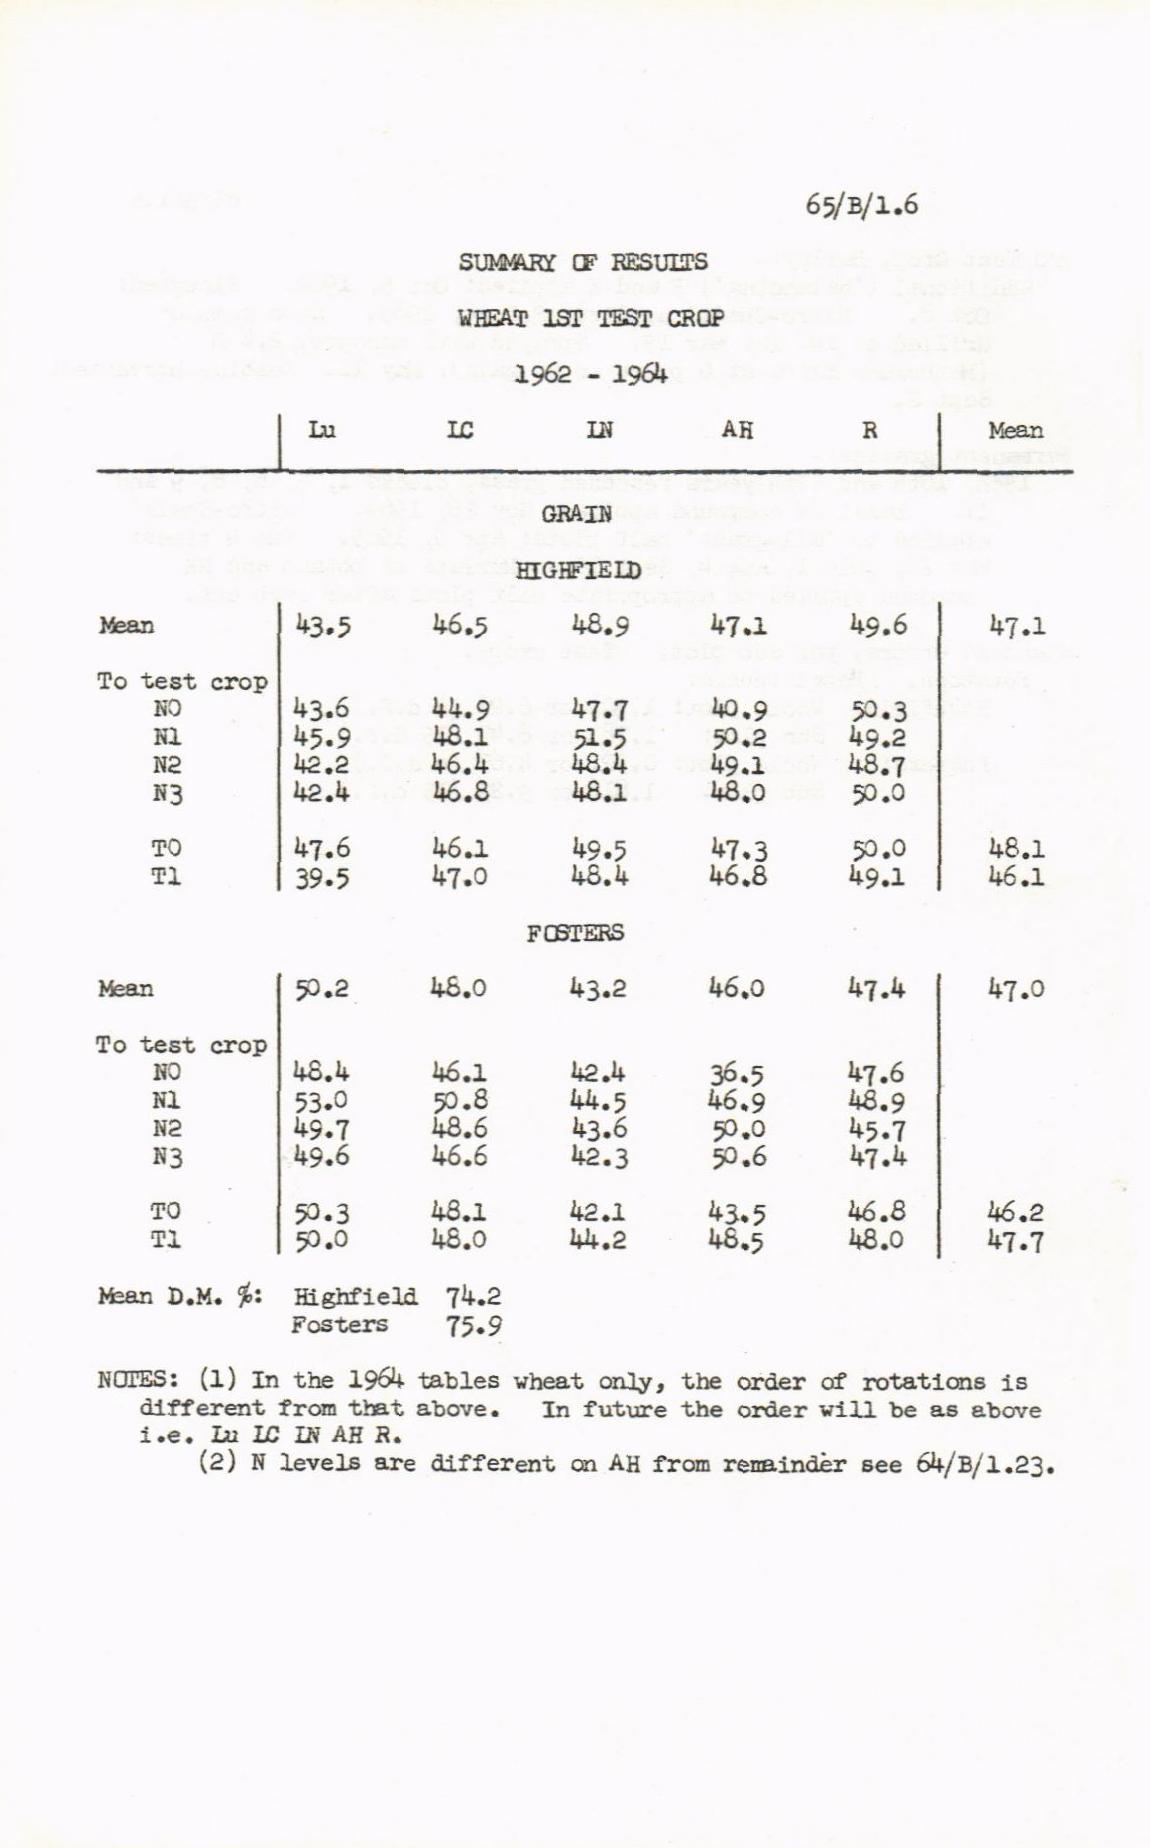 65/B/1.6
SUMMARY OF RESULTS
WHEAT 1ST TEST CROP
1962 - 1964
Lu LC LN AH R Mean
GRAIN
HIGHFIELD
Mean 43.5 46.5 48.9 47.1 49.6 47.1
To test crop
N0 43.6 44.9 47.7 40.9 50.3
N1 45.9 48.1 51.5 50.2 49.2
N2 42.2 46.4 48.4 49.1 48.7
N3 42.4 46.8 48.1 48.0 50.0
T0 47.6 46.1 49.5 47.3 50.0 48.1
T1 39.5 47.0 48.4 46.8 49.1 46.1
FOSTERS
Mean 50.2 48.0 43.2 46.0 47.4 47.0
To test crop
N0 48.4 46.1 42.4 36.5 47.6
N1 53.0 50.8 44.5 46.9 48.9
N2 49.7 48.6 43.6 50.0 45.7
N3 49.6 46.6 42.3 50.6 47.4
T0 50.3 48.1 42.1 43.5 46.8 46.2
T1 50.0 48.0 44.2 48.5 48.0 47.7
Mean D.M. %: Highfield 74.2
Fosters 75.9
NOTES: (1) In the 1964 tables wheat only, the order of rotations is
different from that above. In future the order will be as above
i.e. Lu LC LN AH R.
(2) N levels are different on AH from remainder see 64/B/1.23.